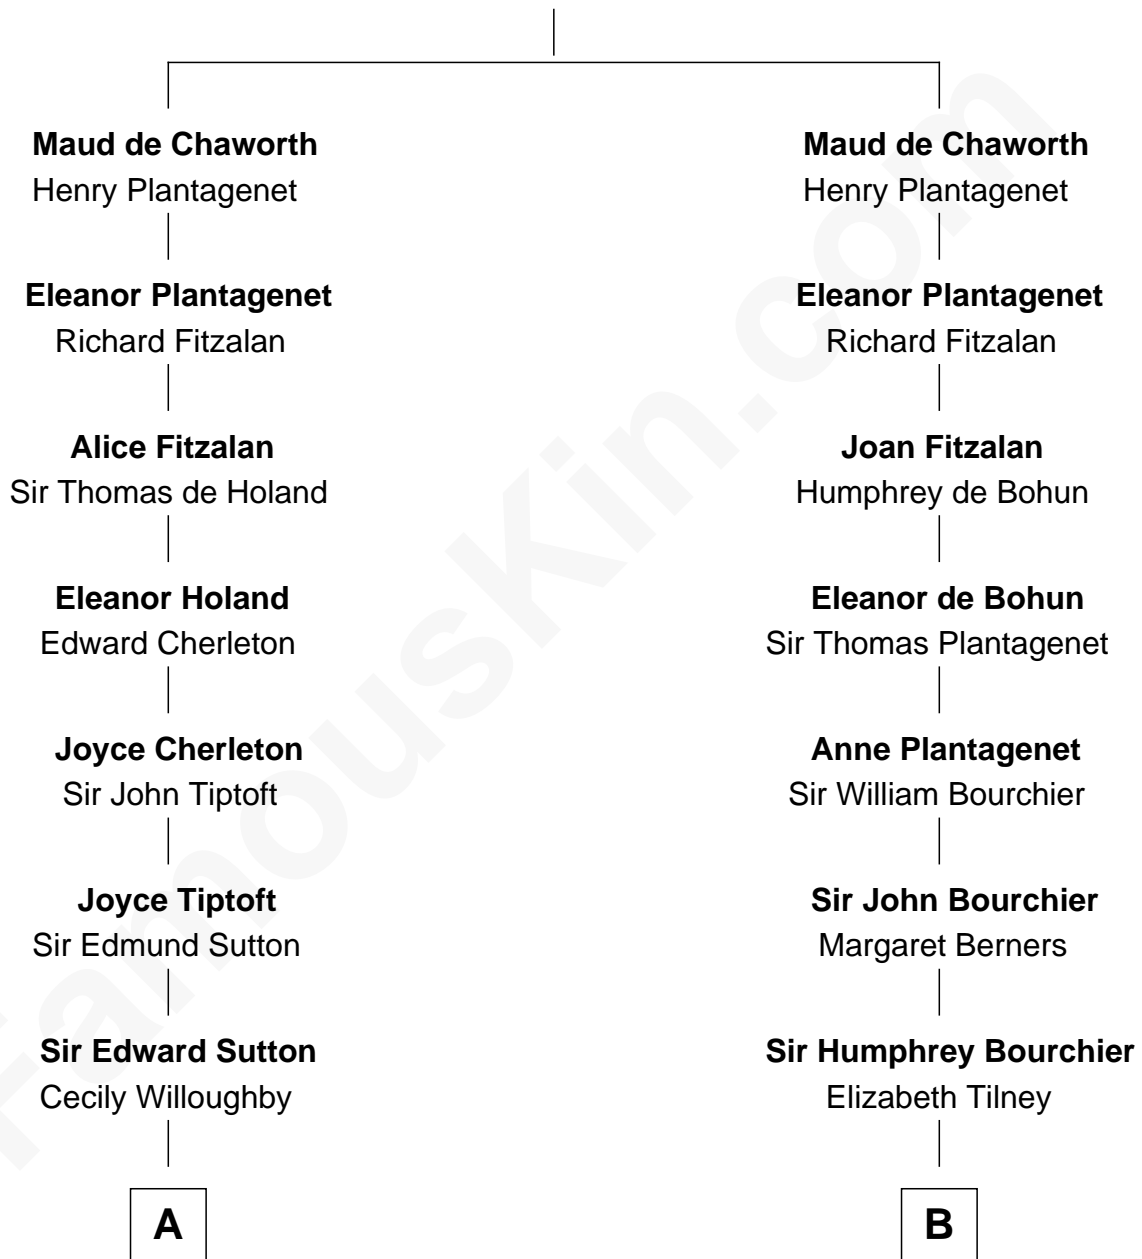 Maud de Chaworth
Henry Plantagenet
Eleanor Plantagenet
Richard Fitzalan
Alice Fitzalan
Sir Thomas de Holand
Eleanor Holand
Edward Cherleton
Joyce Cherleton
Sir John Tiptoft
Joyce Tiptoft
Sir Edmund Sutton
Sir Edward Sutton
Cecily Willoughby
A
Maud de Chaworth
Henry Plantagenet
Eleanor Plantagenet
Richard Fitzalan
Joan Fitzalan
Humphrey de Bohun
Eleanor de Bohun
Sir Thomas Plantagenet
Anne Plantagenet
Sir William Bourchier
Sir John Bourchier
Margaret Berners
Sir Humphrey Bourchier
Elizabeth Tilney
B
FamousKin.com